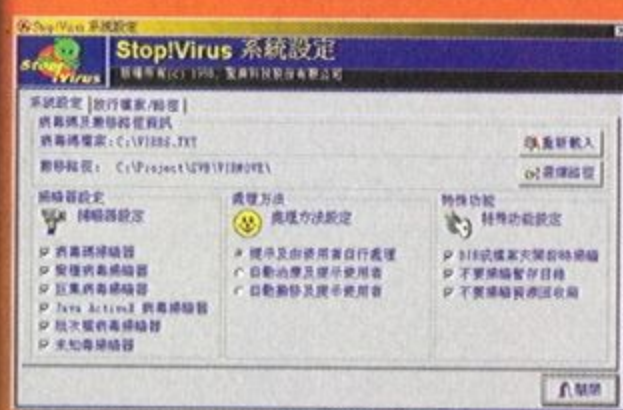 Stop!Virus 系統設定
Stop!Virus
Stop!Virus 系統設定
版權所有(c) 1998, 股份有限公司
系統設定 放行檔案/路徑
病毒碼及搬移路徑資訊
病毒碼檔案:C:\VIRBS.TXT
重新載入
搬移路徑: C:\Project\SVB\VIRMOVE\
選擇路徑
掃瞄器設定
掃瞄器設定
病毒碼掃瞄器
變種病毒掃瞄器
巨集病毒掃瞄器
Java ActiveX 病毒掃瞄器
批次檔病毒掃瞄器
未知毒掃瞄器
處理方法
處理方法設定
提示及由使用者自行處理
自動治療及提示使用者
自動搬移及提示使用者
特殊功能
特殊功能設定
不要掃瞄暫存目錄
不要掃瞄資源回收筒
關閉